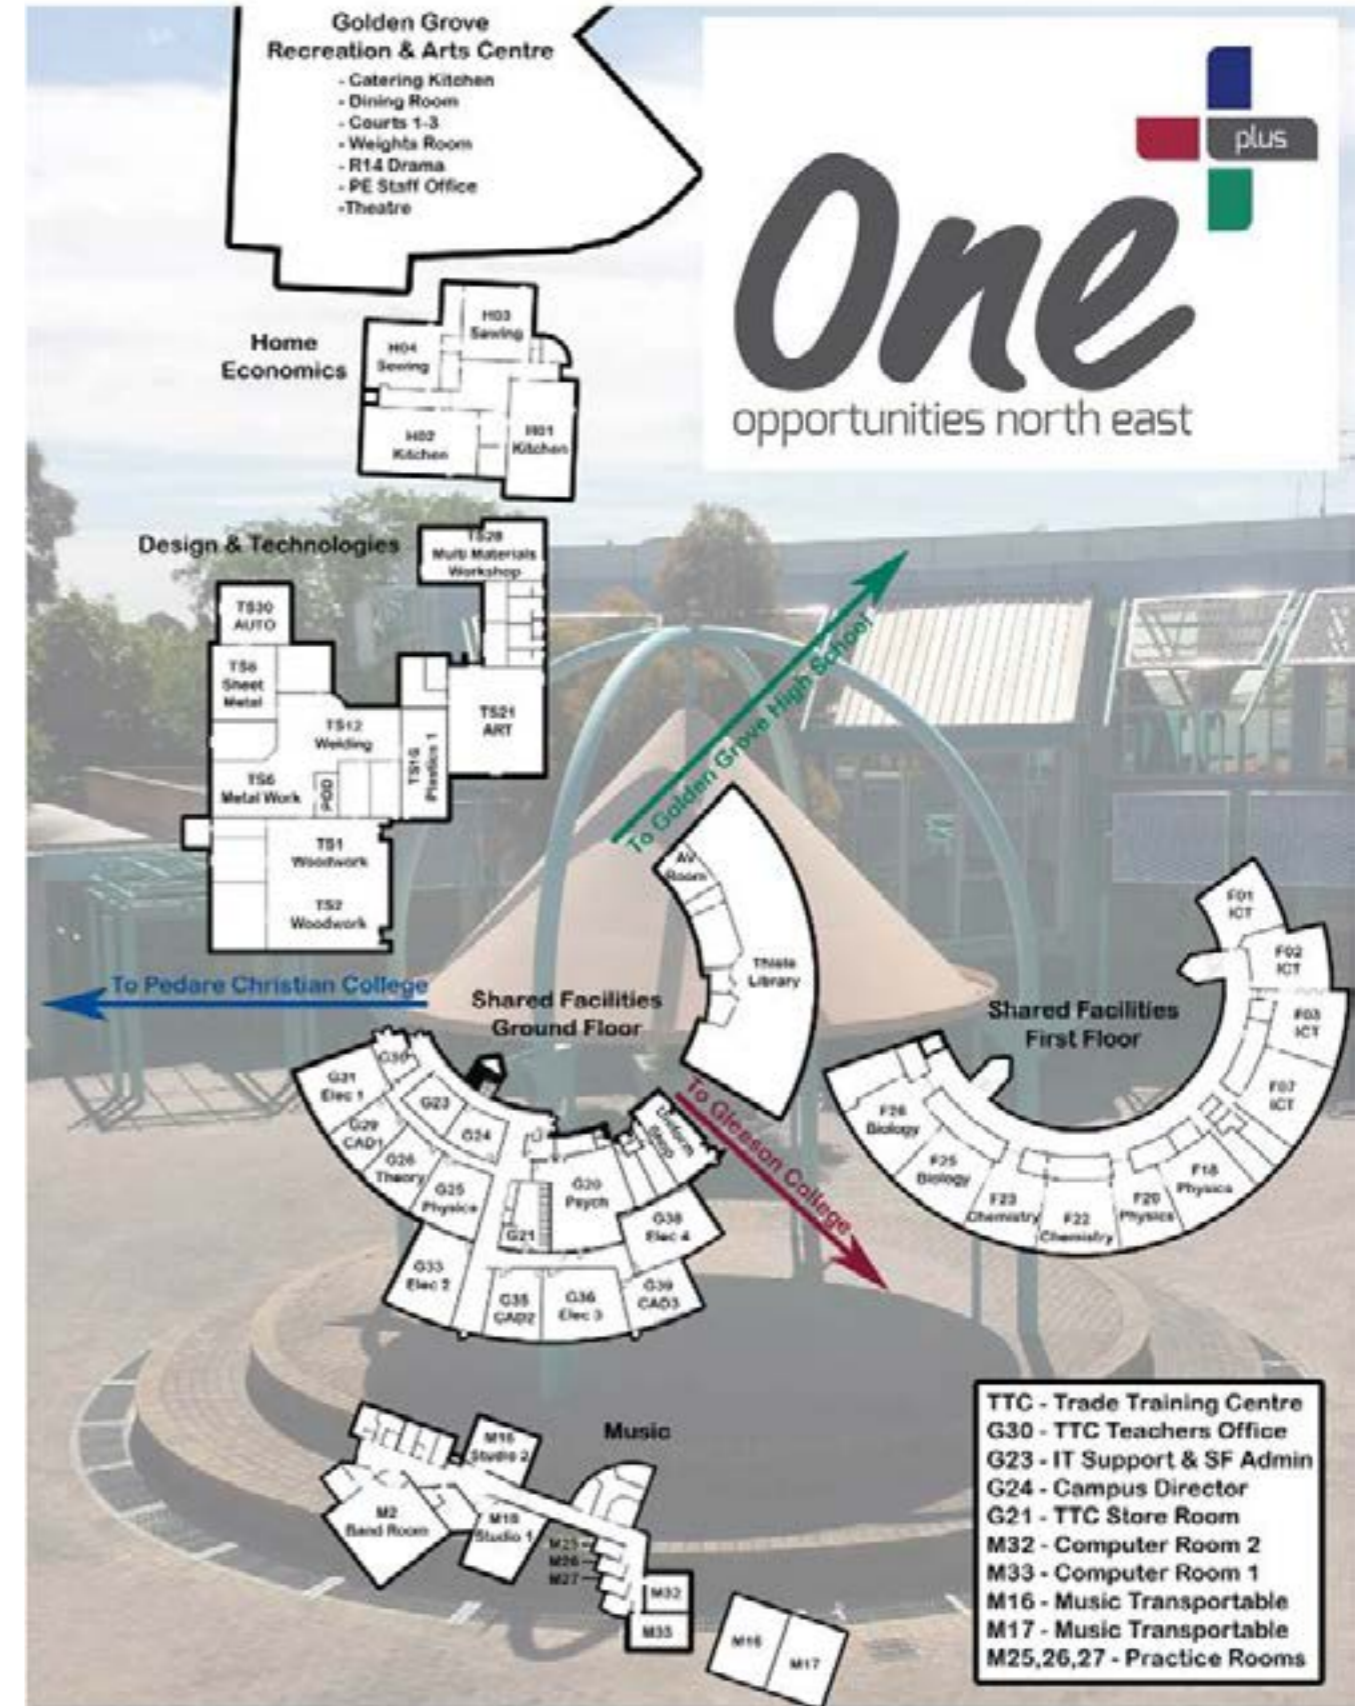 Golden Grove
Recreation & Arts Centre
- Catering Kitchen
- Dining Room
- Courts 1-3
- Weights Room
- R14 Drama
- PE Staff Office
-Theatre
plus
One
opportunities north east
Home
Economics
H03
Sewing
H04
Sewing
H02
Kitchen
H01
Kitchen
Design & Technologies
TS28
Multi Materials
Workshop
TS30
AUTO
TS8
Sheet
Metal
TS12
Welding
TS21
ART
TS16
Plastics 1
TS6
Metal Work
PDD
TS1
Woodwork
TS2
Woodwork
To Golden Grove High School
AV
Room
Thiele
Library
To Pedare Christian College
Shared Facilities
Ground Floor
G30
G31
Elec 1
G23
G24
G29
CAD1
G26
Theory
G25
Physics
G20
Psych
G21
Uniform
Shop
G38
Elec 4
G33
Elec 2
G35
CAD2
G36
Elec 3
G39
CAD3
To Gleeson College
Shared Facilities
First Floor
F01
ICT
F02
ICT
F03
ICT
F07
ICT
F26
Biology
F25
Biology
F23
Chemistry
F22
Chemistry
F20
Physics
F18
Physics
Music
Studio 2
M2
Band Room
M18
Studio 1
M25
M26
M27
M32
M33
M16
M17
TTC - Trade Training Centre
G30 - TTC Teachers Office
G23 - IT Support & SF Admin
G24 - Campus Director
G21 - TTC Store Room
M32 - Computer Room 2
M33 - Computer Room 1
M16 - Music Transportable
M17 - Music Transportable
M25,26,27 - Practice Rooms